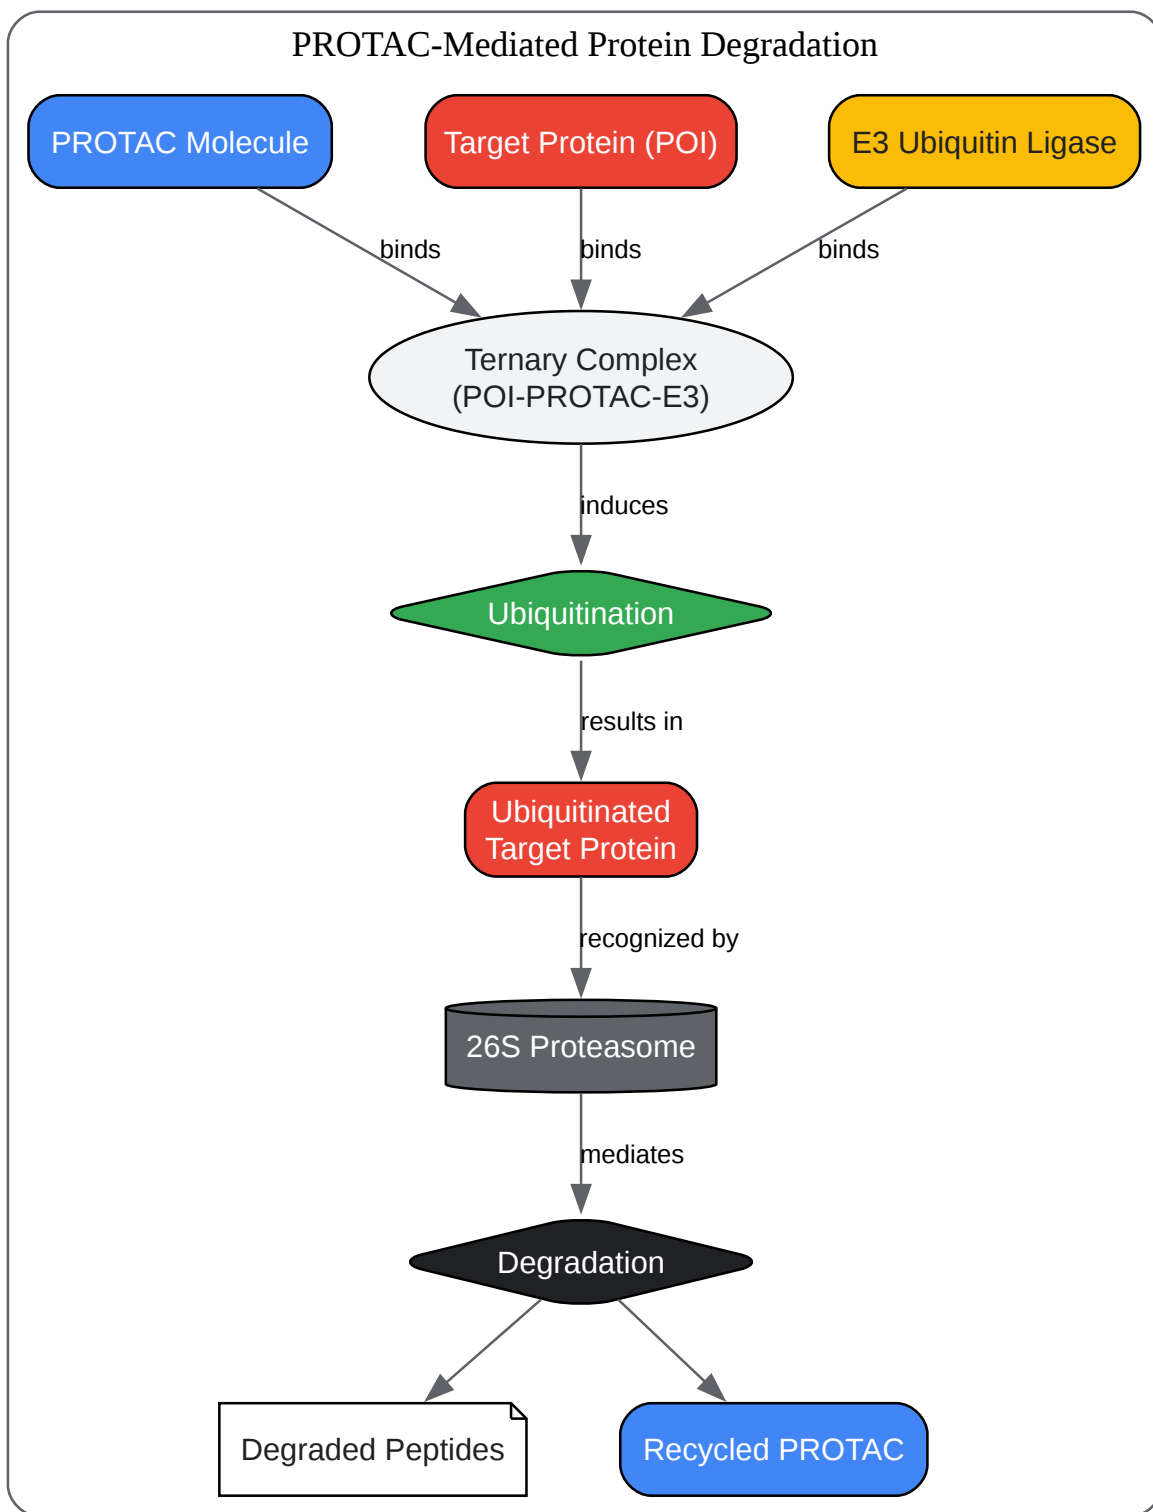 PROTAC-Mediated Protein Degradation
PROTAC Molecule
Target Protein (POI)
E3 Ubiquitin Ligase
binds
binds
binds
Ternary Complex
(POI-PROTAC-E3)
induces
Ubiquitination
results in
Ubiquitinated
Target Protein
recognized by
26S Proteasome
mediates
Degradation
Degraded Peptides
Recycled PROTAC